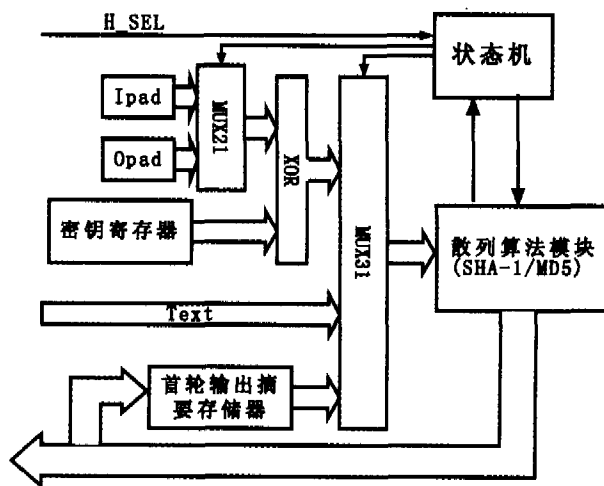 H_SEL
状态机
Ipad
MUX21
Opad
XOR
MUX31
密钥寄存器
散列算法模块
(SHA-1/MD5)
Text
首轮输出摘
要存储器